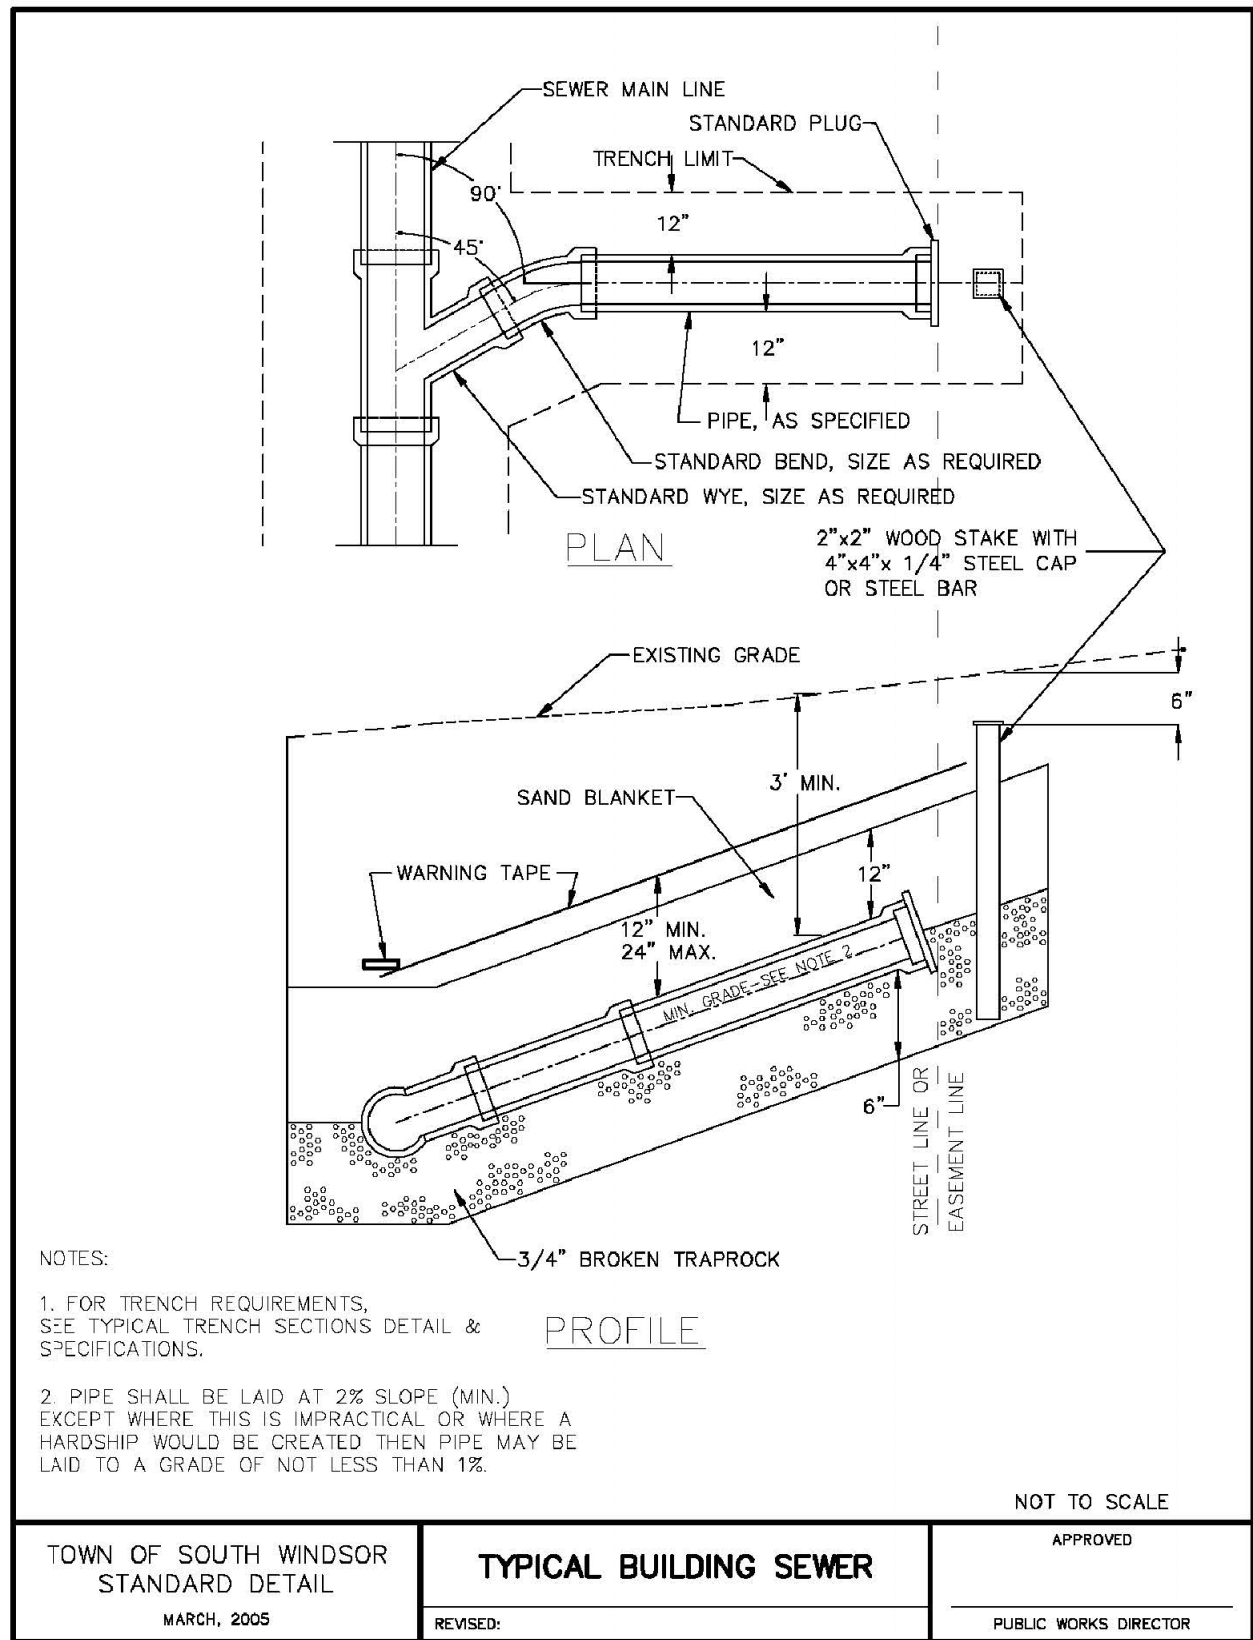 SEWER MAIN LINE
STANDARD PLUG
TRENCH LIMIT
90°
12"
45°
12"
PIPE, AS SPECIFIED
STANDARD BEND, SIZE AS REQUIRED
STANDARD WYE, SIZE AS REQUIRED
PLAN
2"x2" WOOD STAKE WITH
4"x4"x 1/4" STEEL CAP
OR STEEL BAR
EXISTING GRADE
6"
3' MIN.
SAND BLANKET
WARNING TAPE
12"
12" MIN.
24" MAX.
MIN. GRADE-SEE NOTE 2
6"
STREET LINE OR
EASEMENT LINE
3/4" BROKEN TRAPROCK
PROFILE
NOTES:
1. FOR TRENCH REQUIREMENTS,
SEE TYPICAL TRENCH SECTIONS DETAIL &
SPECIFICATIONS.
2. PIPE SHALL BE LAID AT 2% SLOPE (MIN.)
EXCEPT WHERE THIS IS IMPRACTICAL OR WHERE A
HARDSHIP WOULD BE CREATED THEN PIPE MAY BE
LAID TO A GRADE OF NOT LESS THAN 1%.
NOT TO SCALE
TOWN OF SOUTH WINDSOR
STANDARD DETAIL
MARCH, 2005
TYPICAL BUILDING SEWER
REVISED:
APPROVED
PUBLIC WORKS DIRECTOR